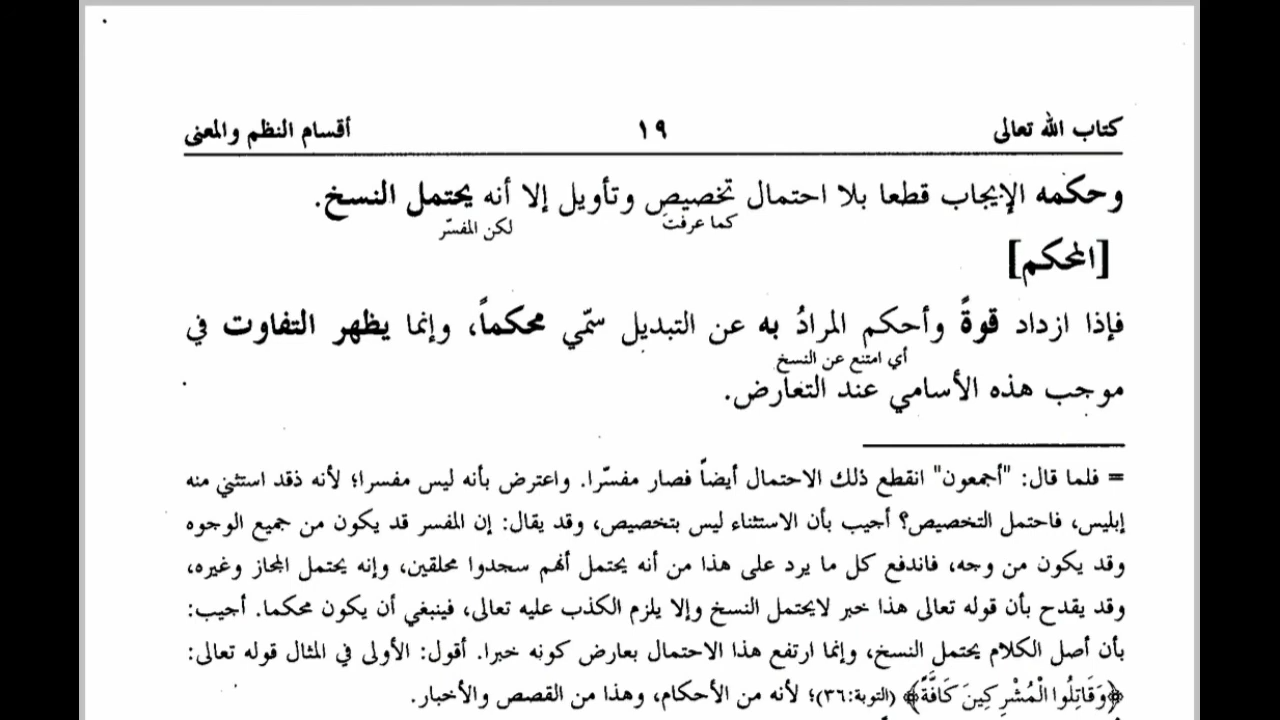 كتاب الله تعالى ١٩ أقسام النظم والمعنى
وحكمه الإيجاب قطعا بلا احتمال تخصيص وتأويل إلا أنه يحتمل النسخ.
كما عرفت لكن المفسّر
[المحكم]
فإذا ازداد قوةً وأحكم المرادُ به عن التبديل سمّي محكماً، وإنما يظهر التفاوت في
أي امتنع عن النسخ
موجب هذه الأسامي عند التعارض.
= فلما قال: "أجمعون" انقطع ذلك الاحتمال أيضاً فصار مفسّرا. واعترض بأنه ليس مفسرا؛ لأنه ذقد استثني منه
إبليس، فاحتمل التخصيص؟ أجيب بأن الاستثناء ليس بتخصيص، وقد يقال: إن المفسر قد يكون من جميع الوجوه
وقد يكون من وجه، فاندفع كل ما يرد على هذا من أنه يحتمل أنهم سجدوا محلقين، وإنه يحتمل المجاز وغيره،
وقد يقدح بأن قوله تعالى هذا خبر لايحتمل النسخ وإلا يلزم الكذب عليه تعالى، فينبغي أن يكون محكما. أجيب:
بأن أصل الكلام يحتمل النسخ، وإنما ارتفع هذا الاحتمال بعارض كونه خبرا. أقول: الأولى في المثال قوله تعالى:
﴿وَقَاتِلُوا الْمُشْرِكِينَ كَافَّةً﴾ (التوبة:٣٦)؛ لأنه من الأحكام، وهذا من القصص والأخبار.